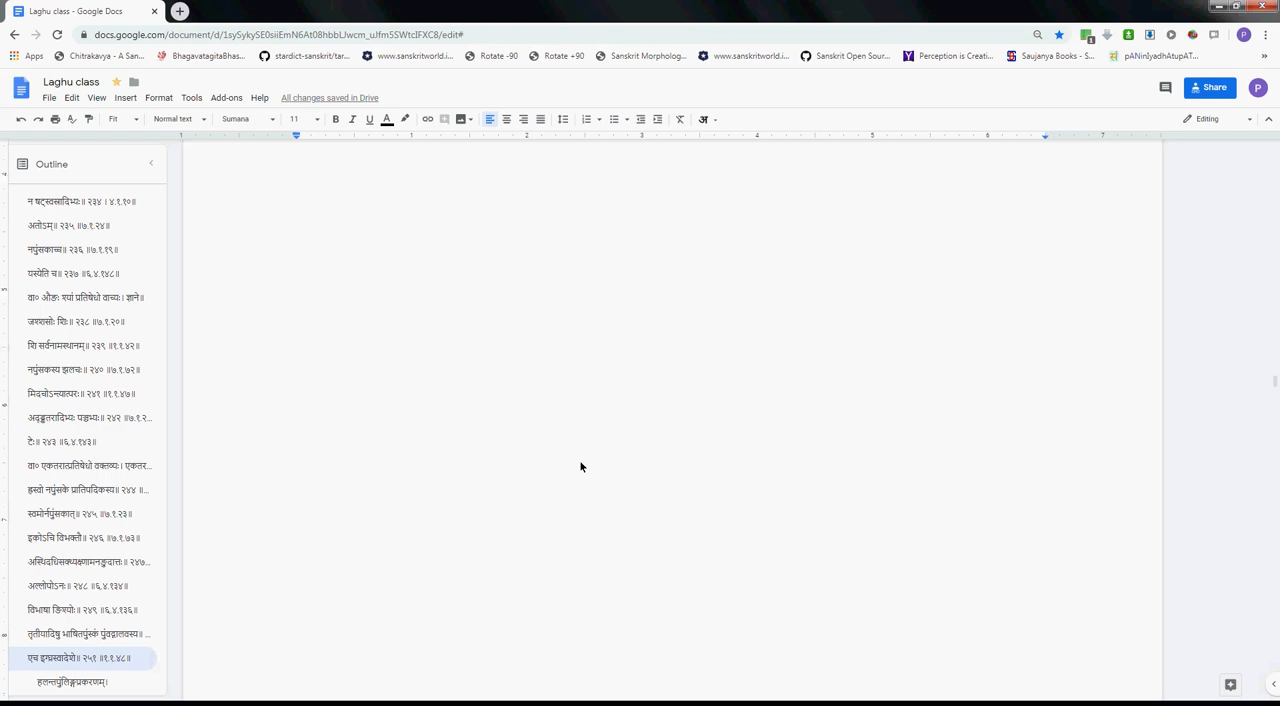 Laghu class - Google Docs
docs.google.com/document/d/1sySykySE0siiEmN6At08hbbLJwcm_uJfm5SWtcIFXC8/edit#
Apps Chitrakavya - A San... BhagavatagitaBhas... stardict-sanskrit/tar... www.sanskritworld.i... Rotate -90 Rotate +90 Sanskrit Morpholog... www.sanskritworld.i... Sanskrit Open Sour... Perception is Creati... Saujanya Books - S... pANinIyadhAtupAT... »
Laghu class
File Edit View Insert Format Tools Add-ons Help All changes saved in Drive
Share P
Fit Normal text Sumana 11 B I U A अ Editing
1 1 2 3 4 5 6 7
Outline
न षट्स्वस्रादिभ्यः॥ २३४ । ४.१.१०॥
अतोऽम्॥ २३५ ॥७.१.२४॥
नपुंसकाच्च॥ २३६ ॥७.१.१९॥
यस्येति च॥ २३७ ॥६.४.१४८॥
वा० औङः श्यां प्रतिषेधो वाच्यः। ज्ञाने॥
जश्शसोः शिः॥ २३८ ॥७.१.२०॥
शि सर्वनामस्थानम्॥ २३९ ॥१.१.४२॥
नपुंसकस्य झलचः॥ २४० ॥७.१.७२॥
मिदचोऽन्त्यात्परः॥ २४१ ॥१.१.४७॥
अद्ड्डतरादिभ्यः पञ्चभ्यः॥ २४२ ॥७.१.२...
टेः॥ २४३ ॥६.४.१४३॥
वा० एकतरात्प्रतिषेधो वक्तव्यः। एकतर...
ह्रस्वो नपुंसके प्रातिपदिकस्य॥ २४४ ॥...
स्वमोर्नपुंसकात्॥ २४५ ॥७.१.२३॥
इकोऽचि विभक्तौ॥ २४६ ॥७.१.७३॥
अस्थिदधिसक्थ्यक्ष्णामनङुदात्तः॥ २४७...
अल्लोपोऽनः॥ २४८ ॥६.४.१३४॥
विभाषा ङिश्योः॥ २४९ ॥६.४.१३६॥
तृतीयादिषु भाषितपुंस्कं पुंवद्गालवस्य॥ ...
एच इग्घ्रस्वादेशे॥ २५१ ॥१.१.४८॥
हलन्तपुंलिङ्गप्रकरणम्।